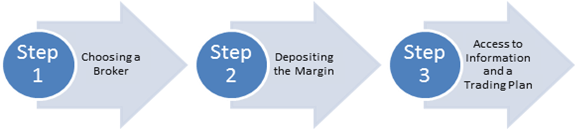 Step
1
Choosing a
Broker
Step
2
Depositing
the Margin
Step
3
Access to
Information
and a
Trading Plan